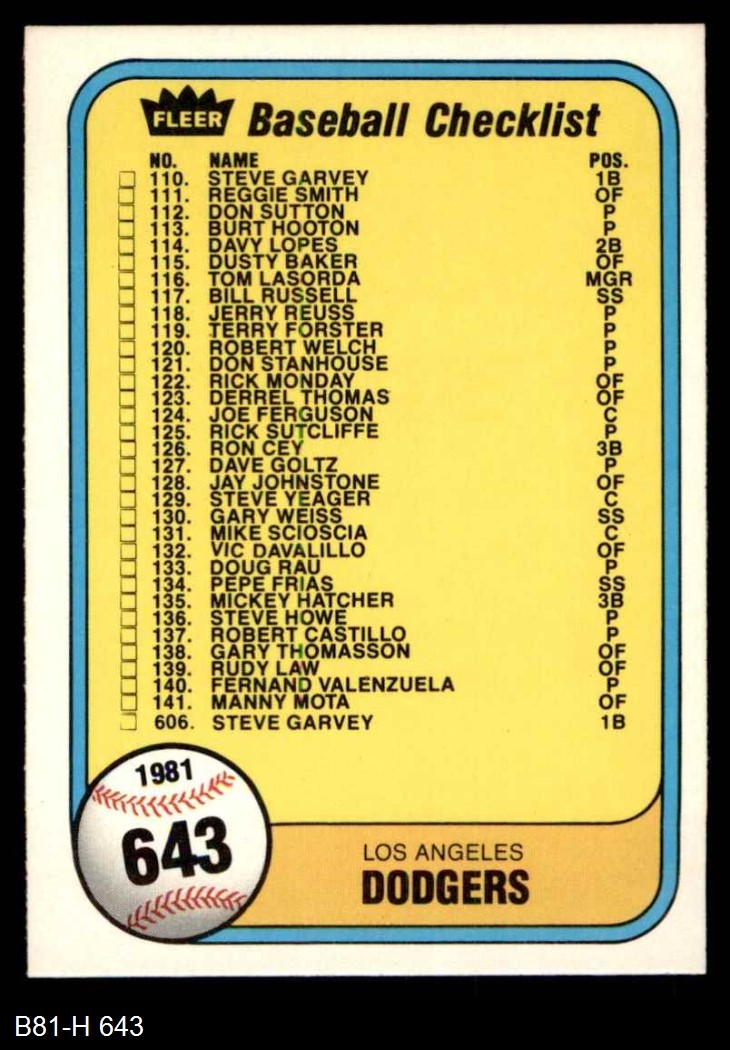 FLEER Baseball Checklist
NO. NAME POS.
110. STEVE GARVEY 1B
111. REGGIE SMITH OF
112. DON SUTTON P
113. BURT HOOTON P
114. DAVY LOPES 2B
115. DUSTY BAKER OF
116. TOM LASORDA MGR
117. BILL RUSSELL SS
118. JERRY REUSS P
119. TERRY FORSTER P
120. ROBERT WELCH P
121. DON STANHOUSE P
122. RICK MONDAY OF
123. DERREL THOMAS OF
124. JOE FERGUSON C
125. RICK SUTCLIFFE P
126. RON CEY 3B
127. DAVE GOLTZ P
128. JAY JOHNSTONE OF
129. STEVE YEAGER C
130. GARY WEISS SS
131. MIKE SCIOSCIA C
132. VIC DAVALILLO OF
133. DOUG RAU P
134. PEPE FRIAS SS
135. MICKEY HATCHER 3B
136. STEVE HOWE P
137. ROBERT CASTILLO P
138. GARY THOMASSON OF
139. RUDY LAW OF
140. FERNAND VALENZUELA P
141. MANNY MOTA OF
606. STEVE GARVEY 1B
1981
643
LOS ANGELES
DODGERS
B81-H 643